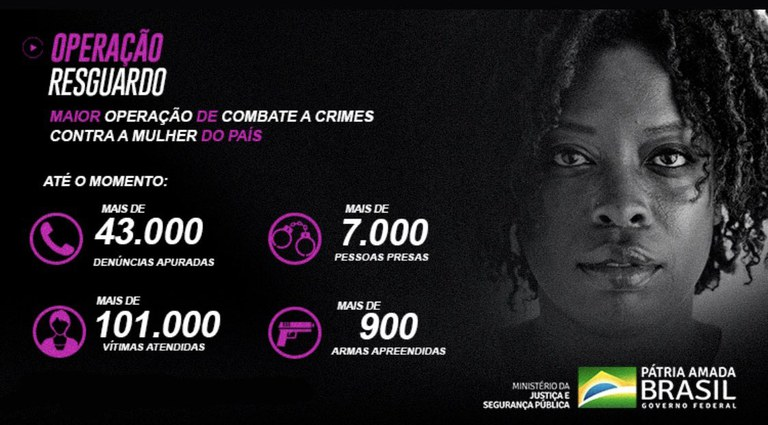 OPERAÇÃO
RESGUARDO
MAIOR OPERAÇÃO DE COMBATE A CRIMES
CONTRA A MULHER DO PAÍS
ATÉ O MOMENTO:
MAIS DE
43.000
DENÚNCIAS APURADAS
MAIS DE
7.000
PESSOAS PRESAS
MAIS DE
101.000
VÍTIMAS ATENDIDAS
MAIS DE
900
ARMAS APREENDIDAS
MINISTÉRIO DA
JUSTIÇA E
SEGURANÇA PÚBLICA
PÁTRIA AMADA
BRASIL
GOVERNO FEDERAL